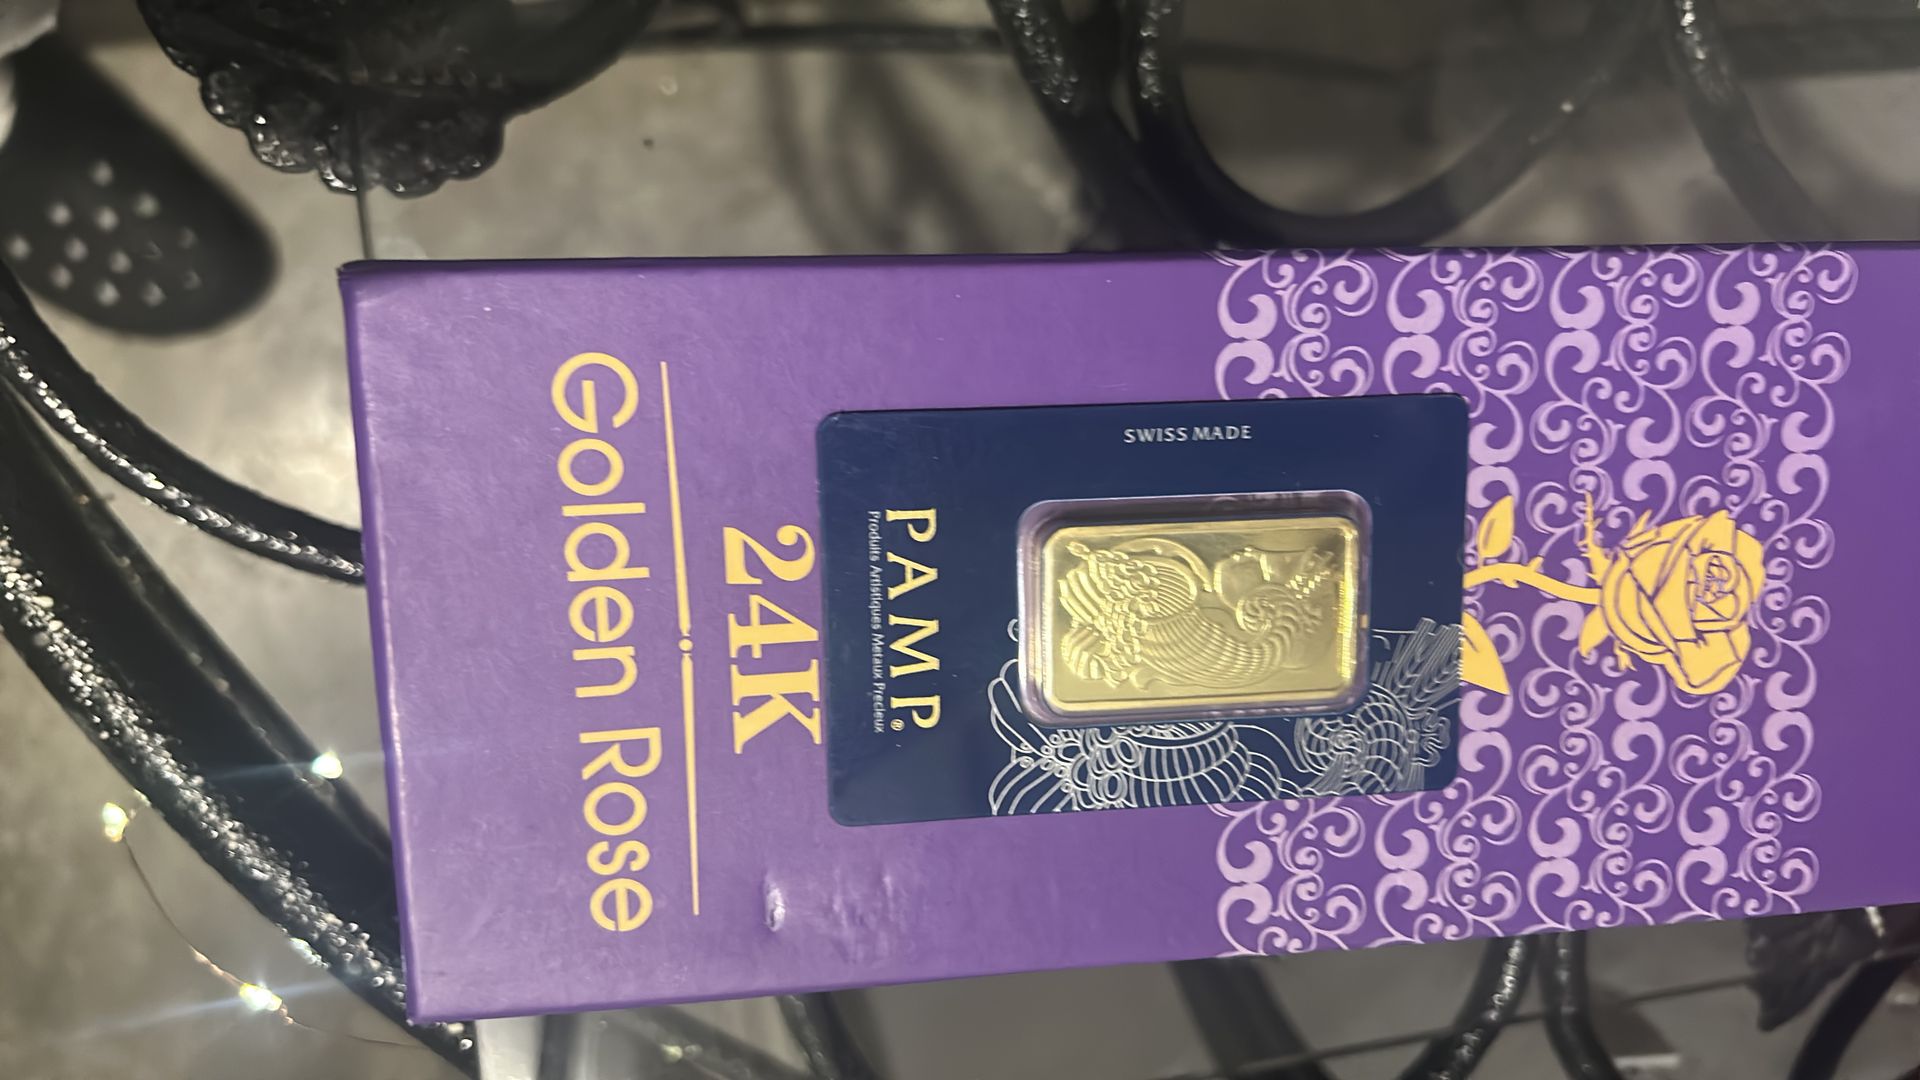 Golden Rose
24K
SWISS MADE
PAMP®
Produits Artistiques Métaux Précieux